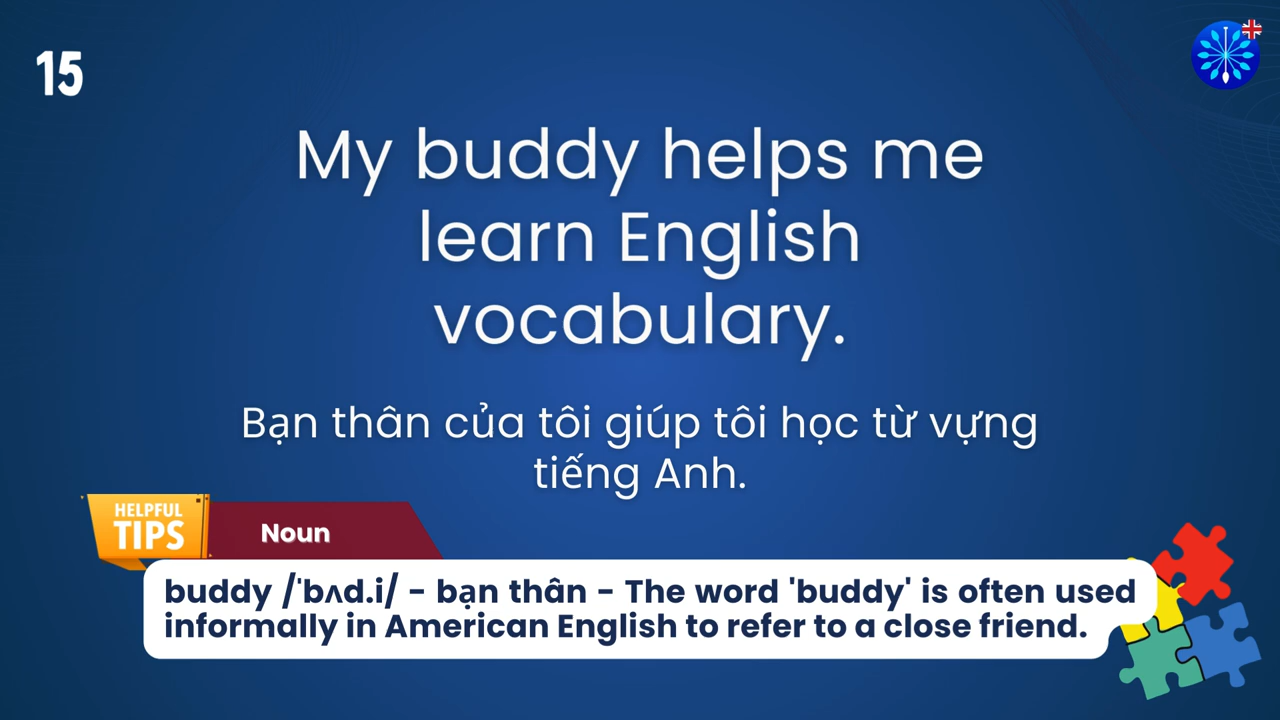 15
My buddy helps me
learn English
vocabulary.
Bạn thân của tôi giúp tôi học từ vựng
tiếng Anh.
HELPFUL
TIPS
Noun
buddy /ˈbʌd.i/ - bạn thân - The word 'buddy' is often used
informally in American English to refer to a close friend.